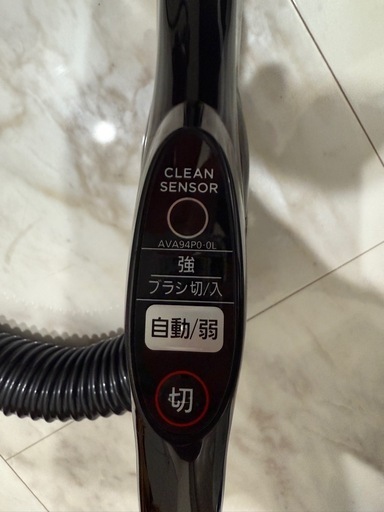 CLEAN
SENSOR
AVA94P0-0L
強
ブラシ切/入
自動/弱
切